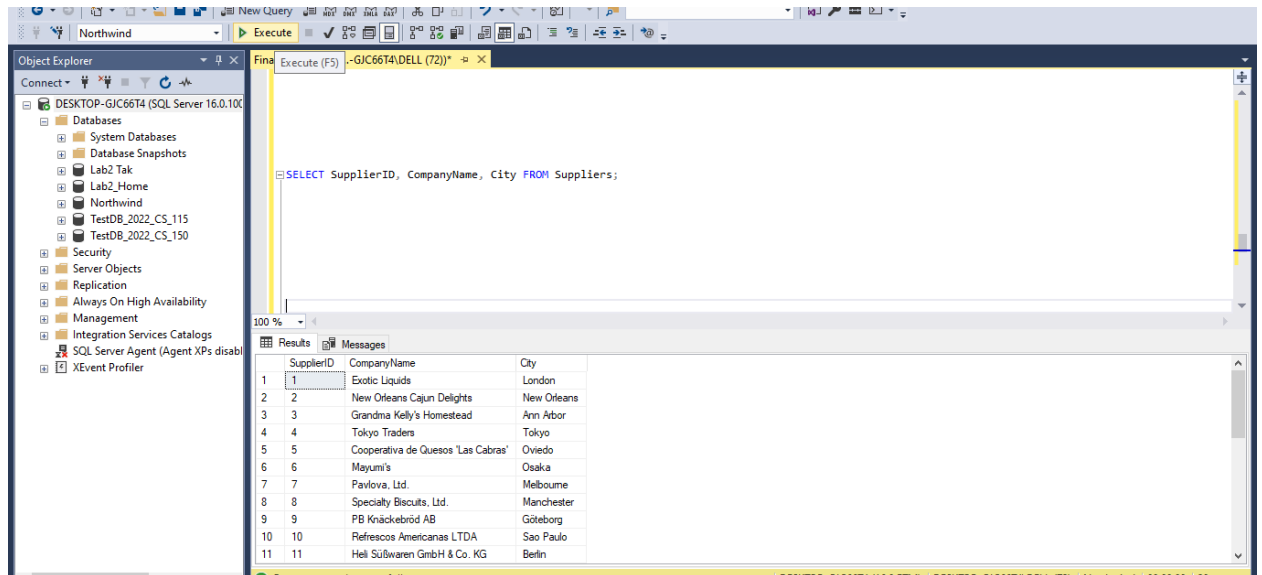 New Query
Northwind
Execute
Object Explorer
Fina
Execute (F5)
.-GJC66T4\DELL (72))*
Connect
DESKTOP-GJC66T4 (SQL Server 16.0.100
Databases
System Databases
Database Snapshots
Lab2 Tak
Lab2_Home
Northwind
TestDB_2022_CS_115
TestDB_2022_CS_150
Security
Server Objects
Replication
Always On High Availability
Management
Integration Services Catalogs
SQL Server Agent (Agent XPs disabl
XEvent Profiler
SELECT SupplierID, CompanyName, City FROM Suppliers;
100 %
Results Messages
SupplierID CompanyName City
1 1 Exotic Liquids London
2 2 New Orleans Cajun Delights New Orleans
3 3 Grandma Kelly's Homestead Ann Arbor
4 4 Tokyo Traders Tokyo
5 5 Cooperativa de Quesos 'Las Cabras' Oviedo
6 6 Mayumi's Osaka
7 7 Pavlova, Ltd. Melbourne
8 8 Specialty Biscuits, Ltd. Manchester
9 9 PB Knäckebröd AB Göteborg
10 10 Refrescos Americanas LTDA Sao Paulo
11 11 Heli Süßwaren GmbH & Co. KG Berlin